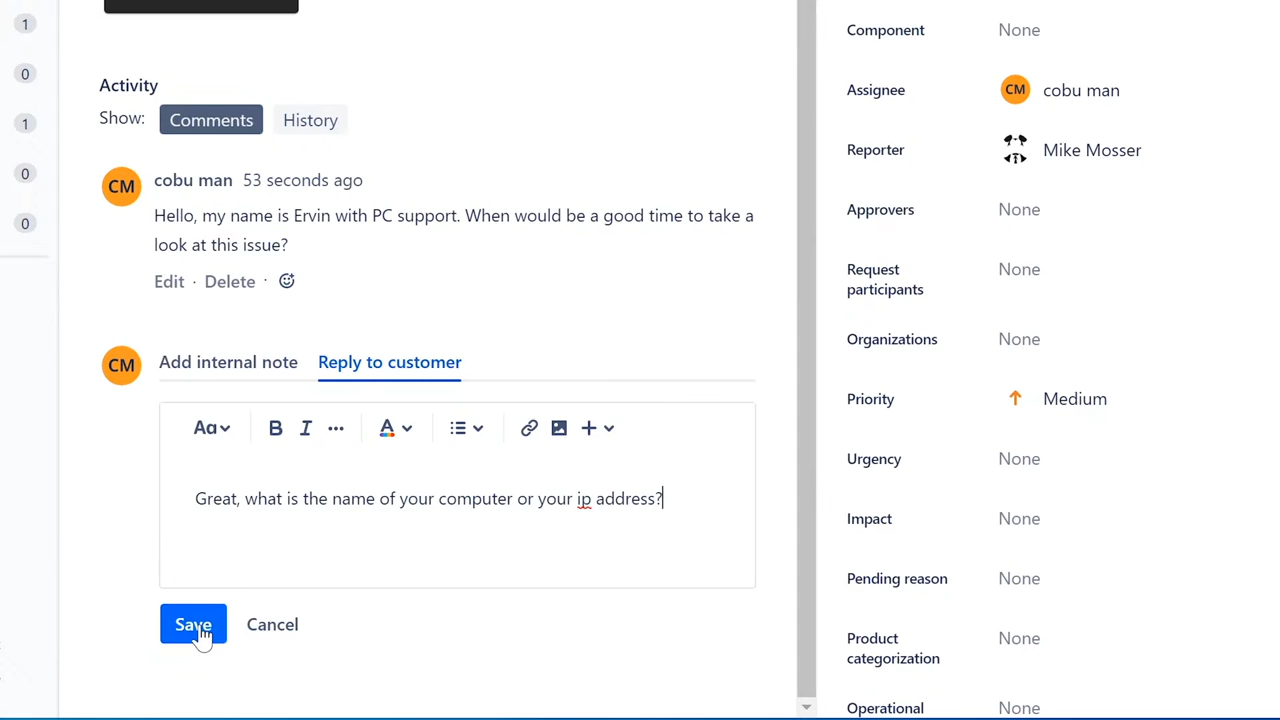 1
0
1
0
0
Activity
Show: Comments History
CM cobu man 53 seconds ago
Hello, my name is Ervin with PC support. When would be a good time to take a
look at this issue?
Edit · Delete ·
CM Add internal note Reply to customer
Aa B I ... A
Great, what is the name of your computer or your ip address?
Save Cancel
Component None
Assignee CM cobu man
Reporter Mike Mosser
Approvers None
Request
participants None
Organizations None
Priority Medium
Urgency None
Impact None
Pending reason None
Product
categorization None
Operational None